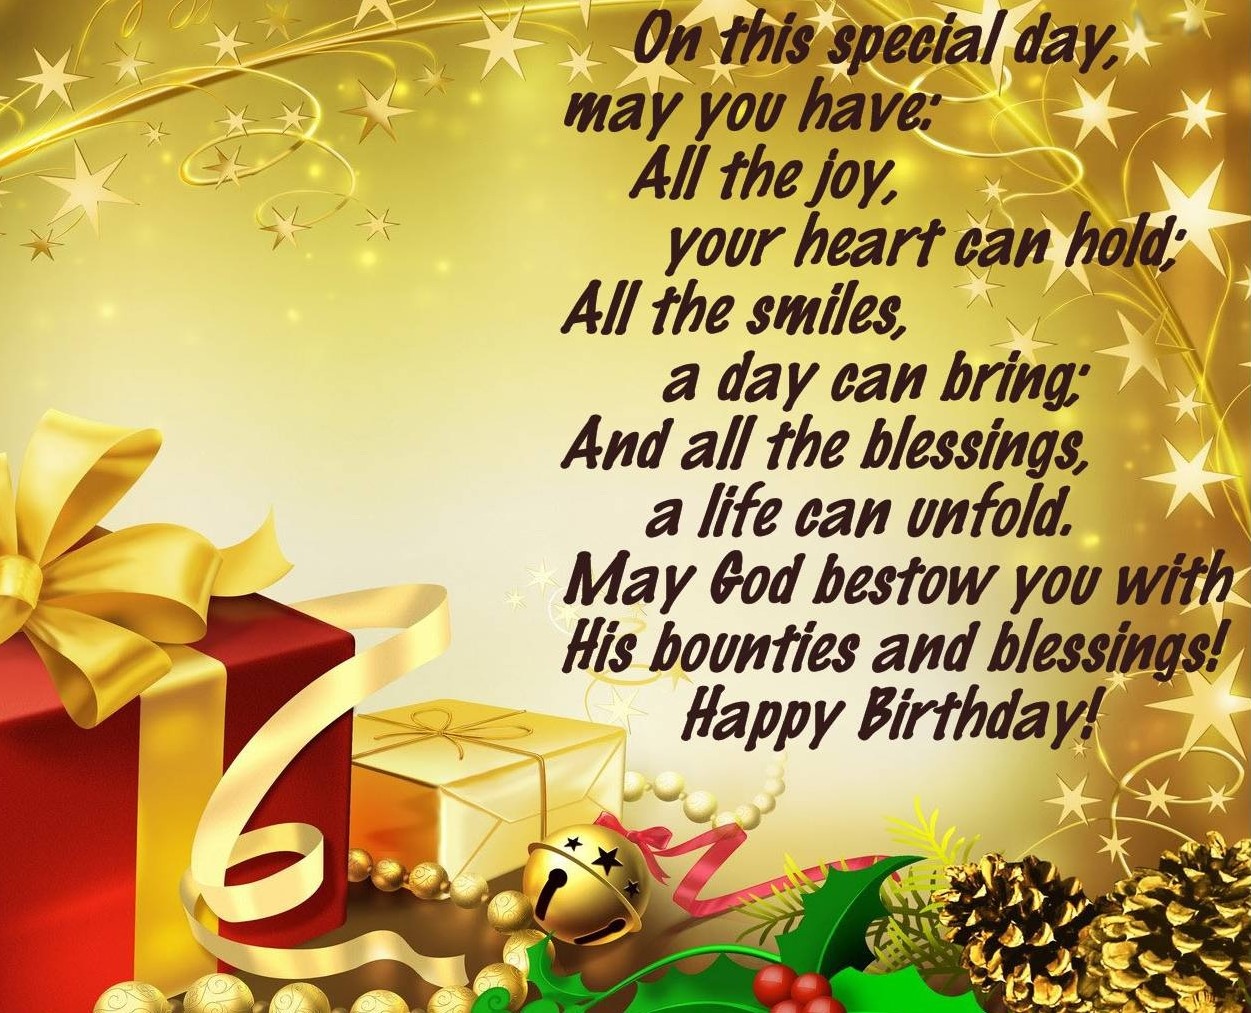 On this special day,
may you have:
All the joy,
your heart can hold;
All the smiles,
a day can bring;
And all the blessings,
a life can unfold.
May God bestow you with
His bounties and blessings!
Happy Birthday!